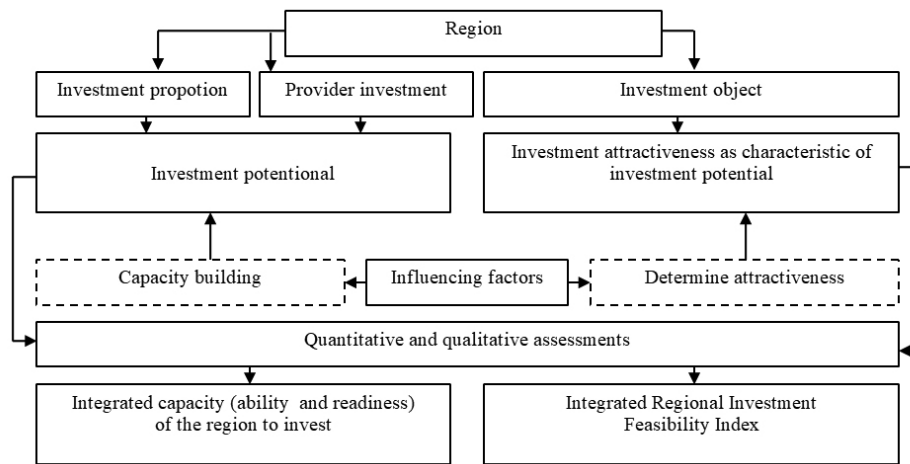 Region
Investment propotion
Provider investment
Investment object
Investment potentional
Investment attractiveness as characteristic of
investment potential
Capacity building
Influencing factors
Determine attractiveness
Quantitative and qualitative assessments
Integrated capacity (ability and readiness)
of the region to invest
Integrated Regional Investment
Feasibility Index